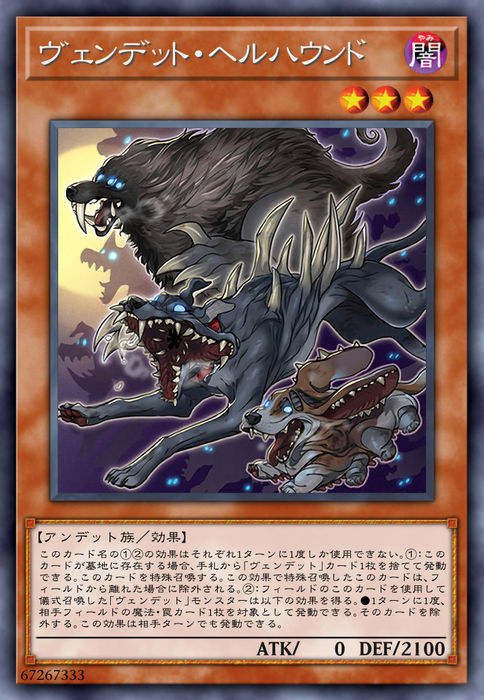 ヴェンデット・ヘルハウンド
やみ
闇
【アンデット族／効果】
このカード名の①②の効果はそれぞれ1ターンに1度しか使用できない。①：この
カードが墓地に存在する場合、手札から「ヴェンデット」カード1枚を捨てて発動
できる。このカードを特殊召喚する。この効果で特殊召喚したこのカードは、フィ
ールドから離れた場合に除外される。②：フィールドのこのカードを使用して
儀式召喚した「ヴェンデット」モンスターは以下の効果を得る。●1ターンに1度、
相手フィールドの魔法・罠カード1枚を対象として発動できる。そのカードを除
外する。この効果は相手ターンでも発動できる。
ATK/ 0 DEF/2100
67267333